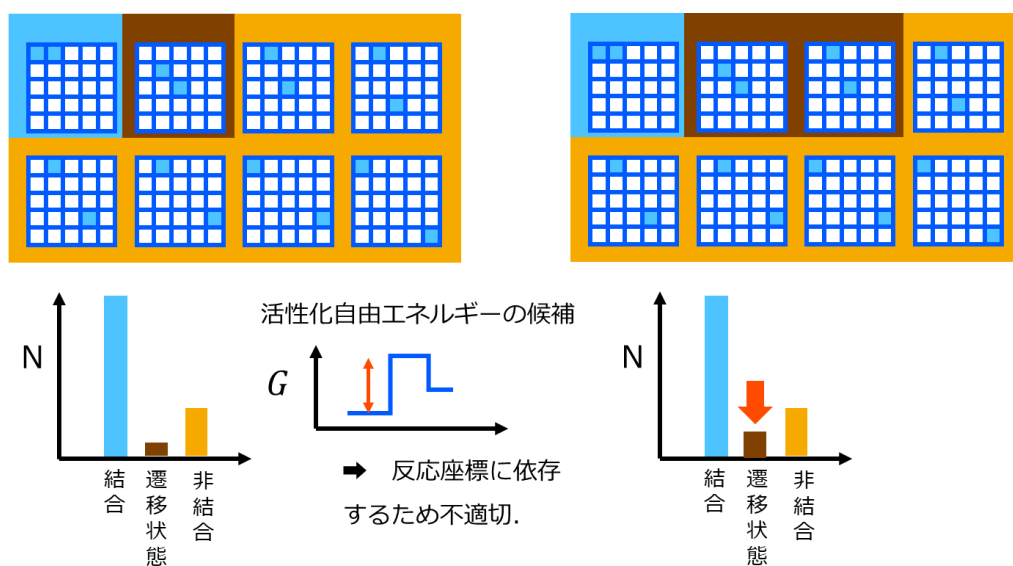 N
結合
遷移状態
非結合
活性化自由エネルギーの候補
G
➡ 反応座標に依存
するため不適切.
N
結合
遷移状態
非結合